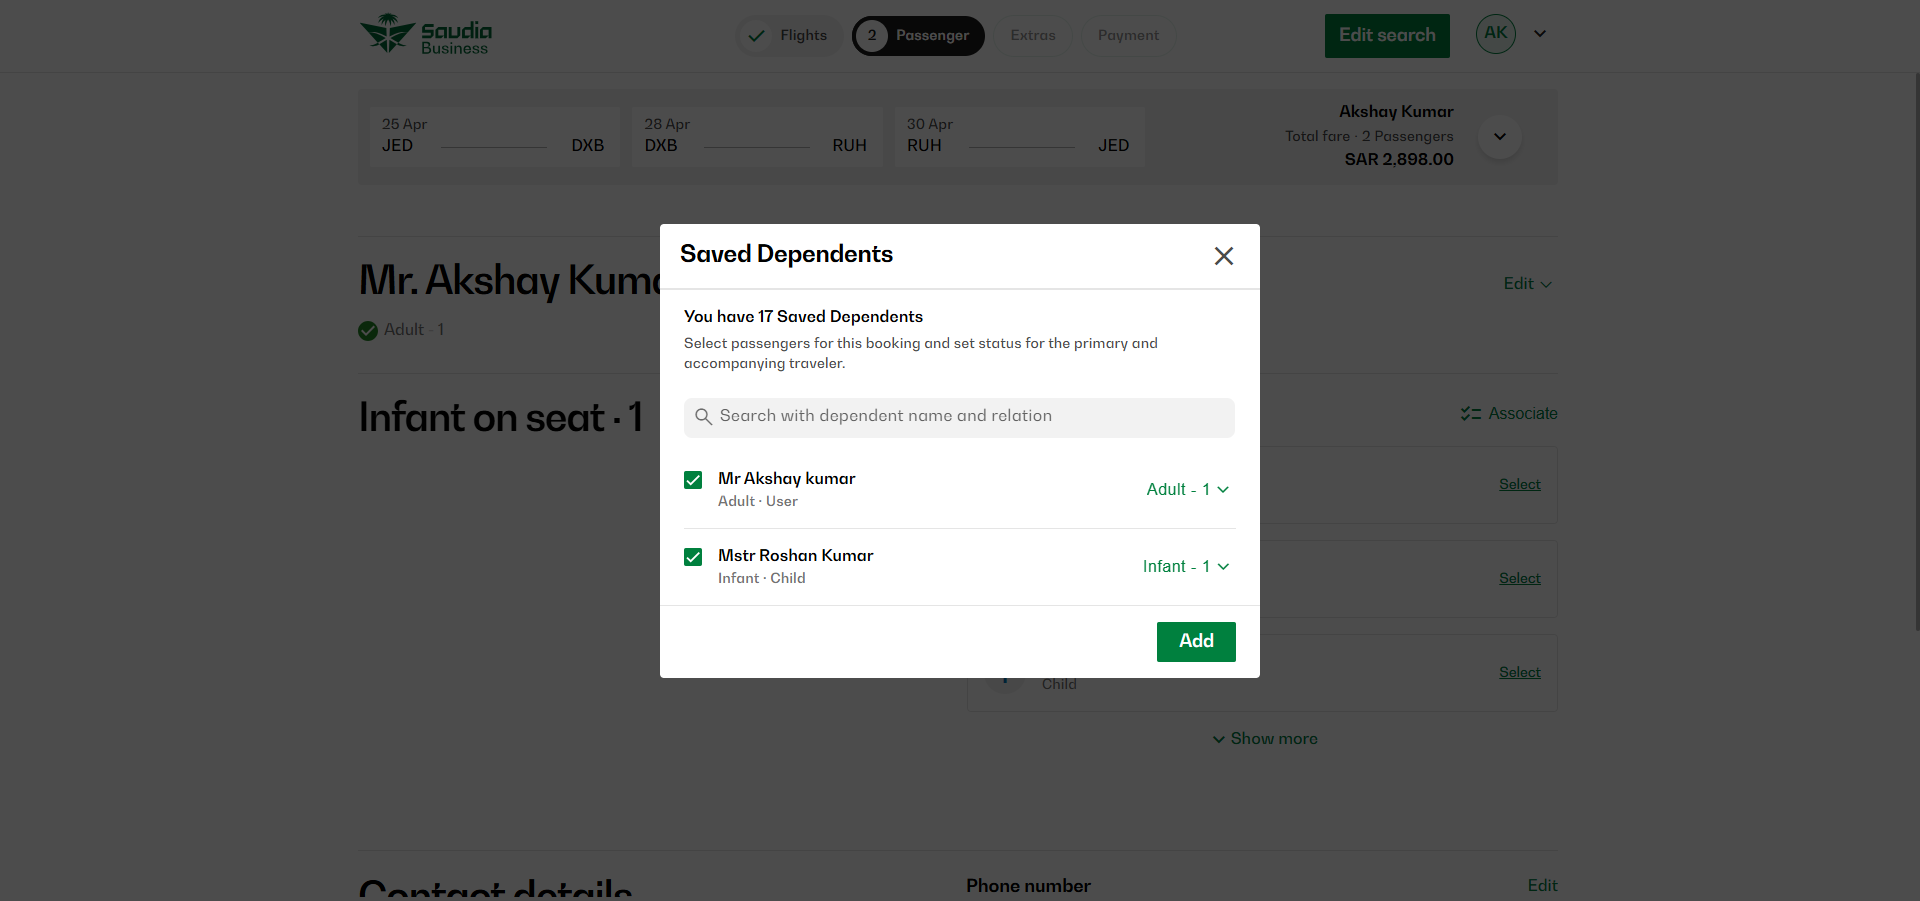 Saudia
Business
Flights
2
Passenger
Extras
Payment
Edit search
AK
25 Apr
JED
DXB
28 Apr
DXB
RUH
30 Apr
RUH
JED
Akshay Kumar
Total fare · 2 Passengers
SAR 2,898.00
Mr. Akshay Kuma
Edit
Adult - 1
Infant on seat · 1
Associate
Select
Select
Select
Child
Show more
Saved Dependents
You have 17 Saved Dependents
Select passengers for this booking and set status for the primary and
accompanying traveler.
Search with dependent name and relation
Mr Akshay kumar
Adult · User
Adult - 1
Mstr Roshan Kumar
Infant · Child
Infant - 1
Add
Contact details
Phone number
Edit